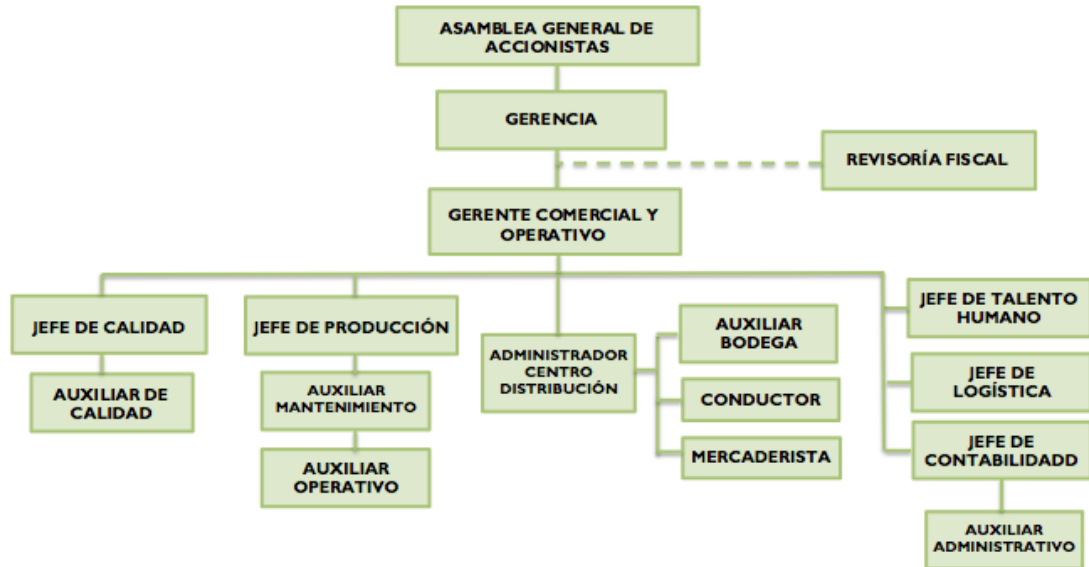 ASAMBLEA GENERAL DE
ACCIONISTAS
GERENCIA
REVISORÍA FISCAL
GERENTE COMERCIAL Y
OPERATIVO
JEFE DE CALIDAD
AUXILIAR DE
CALIDAD
JEFE DE PRODUCCIÓN
AUXILIAR
MANTENIMIENTO
AUXILIAR
OPERATIVO
ADMINISTRADOR
CENTRO
DISTRIBUCIÓN
AUXILIAR
BODEGA
CONDUCTOR
MERCADERISTA
JEFE DE TALENTO
HUMANO
JEFE DE
LOGÍSTICA
JEFE DE
CONTABILIDADD
AUXILIAR
ADMINISTRATIVO